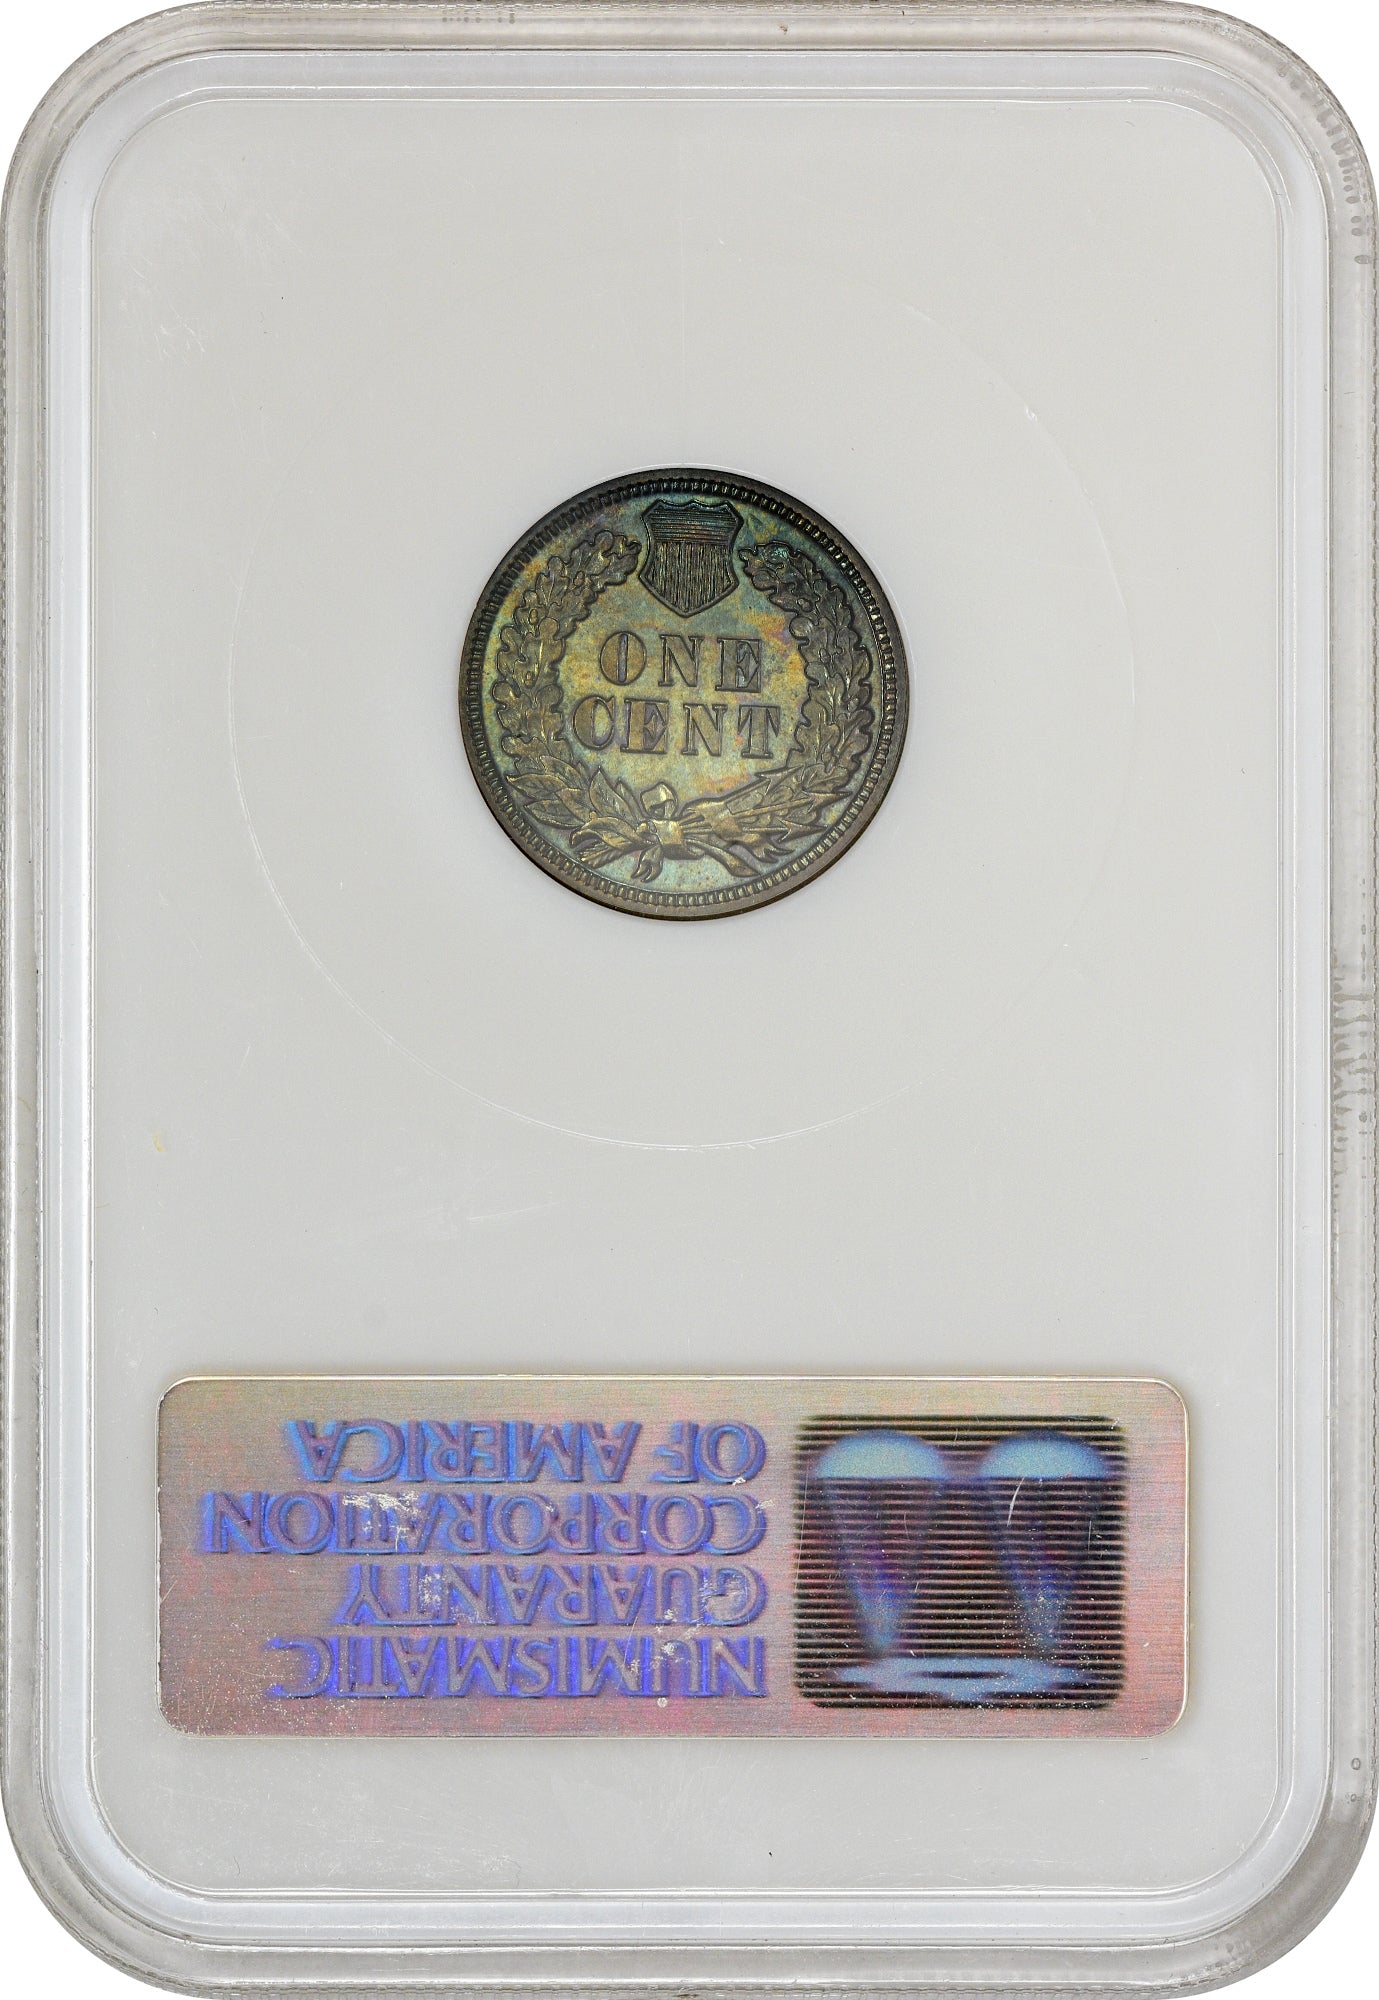 ONE
CENT
NUMISMATIC
GUARANTY
CORPORATION
OF AMERICA